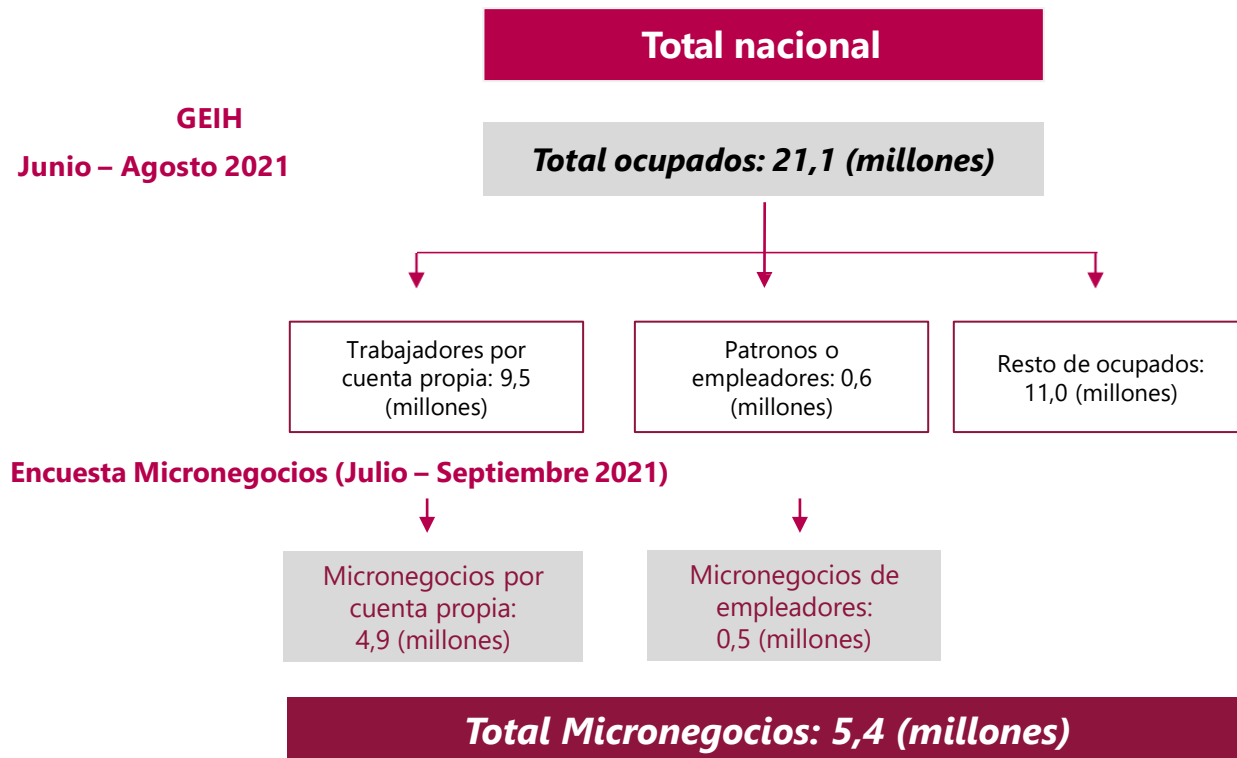 Total nacional
GEIH
Junio – Agosto 2021
Total ocupados: 21,1 (millones)
Trabajadores por
cuenta propia: 9,5
(millones)
Patronos o
empleadores: 0,6
(millones)
Resto de ocupados:
11,0 (millones)
Encuesta Micronegocios (Julio – Septiembre 2021)
Micronegocios por
cuenta propia:
4,9 (millones)
Micronegocios de
empleadores:
0,5 (millones)
Total Micronegocios: 5,4 (millones)